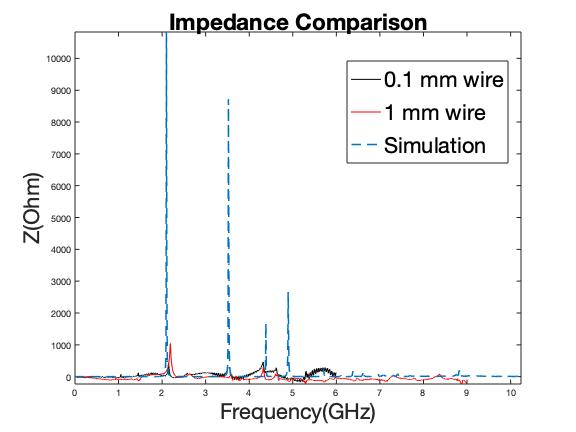 Impedance Comparison
10000
9000
8000
7000
6000
5000
4000
3000
2000
1000
0
Z(Ohm)
0.1 mm wire
1 mm wire
Simulation
0 1 2 3 4 5 6 7 8 9 10
Frequency(GHz)